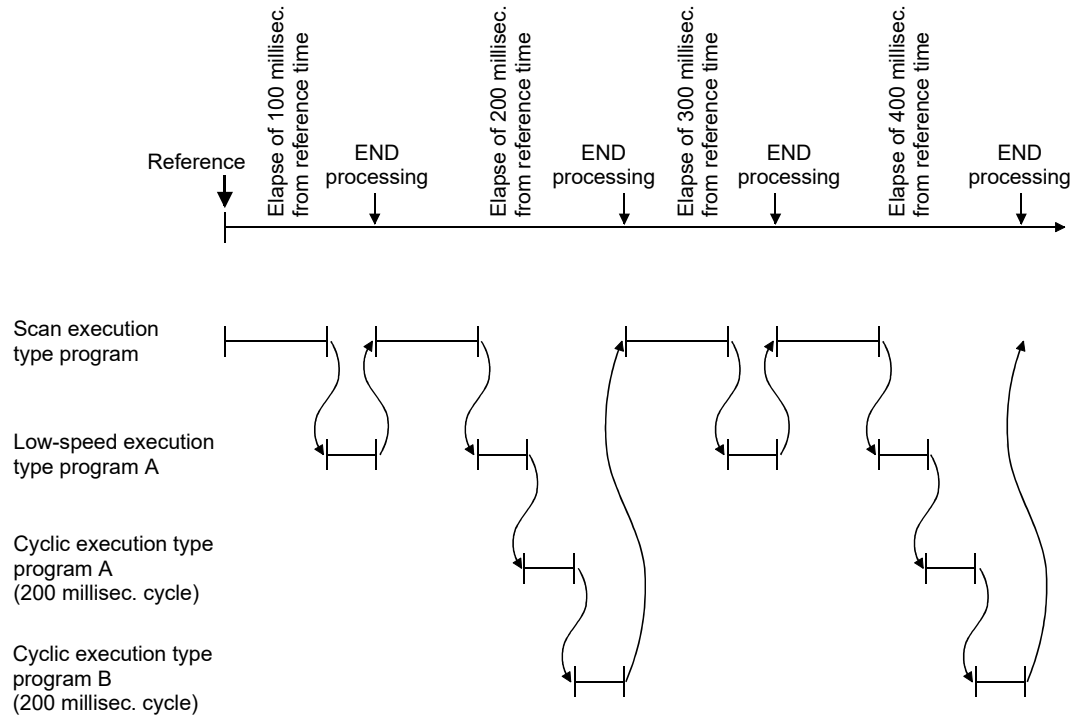 Elapse of 100 millisec.
from reference time
Elapse of 200 millisec.
from reference time
Elapse of 300 millisec.
from reference time
Elapse of 400 millisec.
from reference time
Reference
END
processing
END
processing
END
processing
END
processing
Scan execution
type program
Low-speed execution
type program A
Cyclic execution type
program A
(200 millisec. cycle)
Cyclic execution type
program B
(200 millisec. cycle)